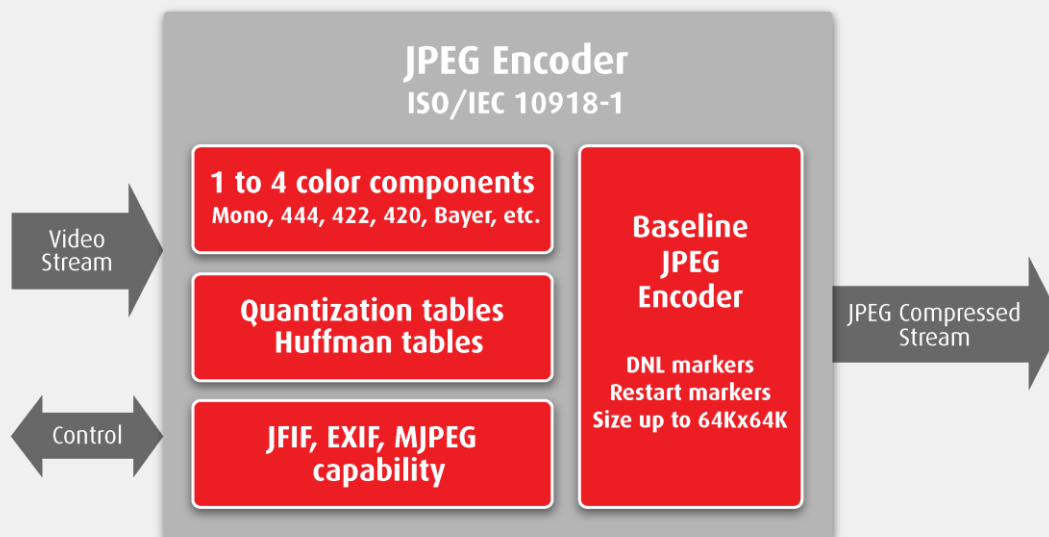 JPEG Encoder
ISO/IEC 10918-1
Video
Stream
Control
1 to 4 color components
Mono, 444, 422, 420, Bayer, etc.
Quantization tables
Huffman tables
JFIF, EXIF, MJPEG
capability
Baseline
JPEG
Encoder
DNL markers
Restart markers
Size up to 64Kx64K
JPEG Compressed
Stream